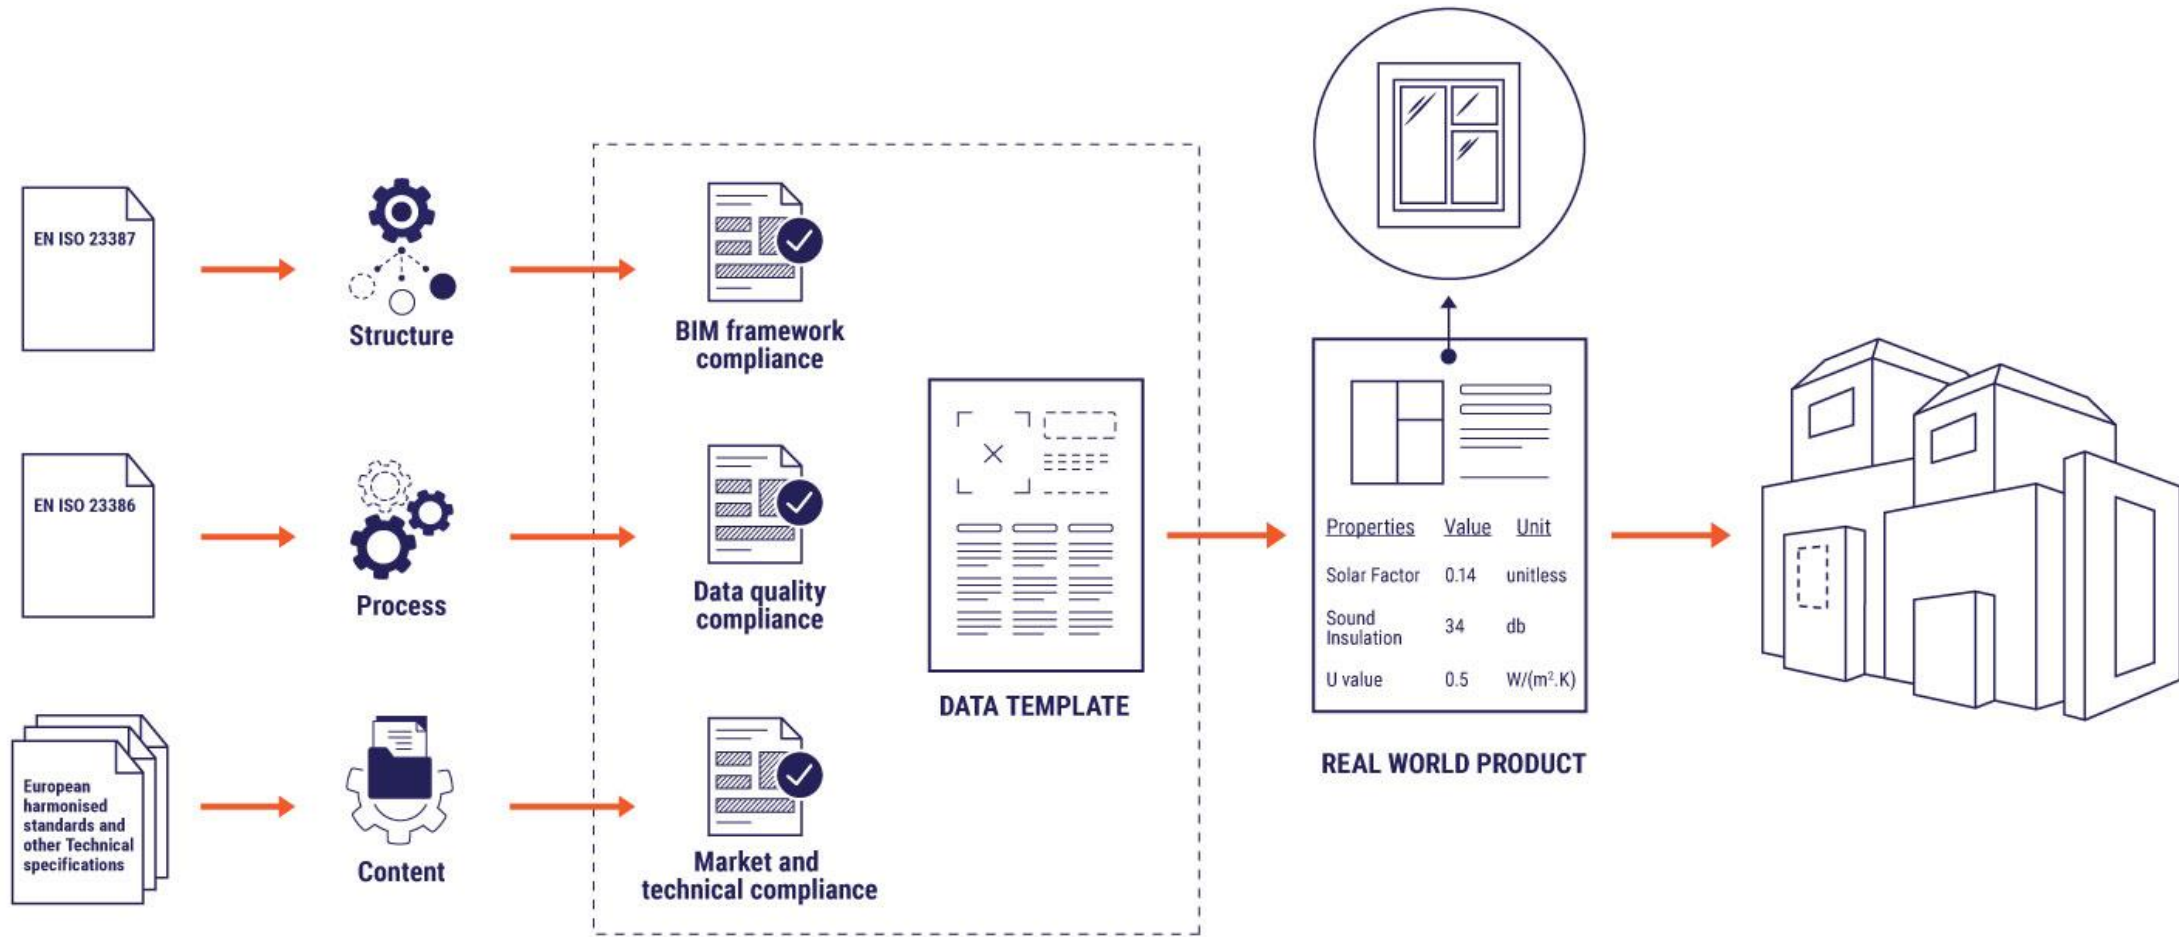 EN ISO 23387
Structure
BIM framework
compliance
EN ISO 23386
Process
Data quality
compliance
European
harmonised
standards and
other Technical
specifications
Content
Market and
technical compliance
DATA TEMPLATE
Properties Value Unit
Solar Factor 0.14 unitless
Sound
Insulation 34 db
U value 0.5 W/(m².K)
REAL WORLD PRODUCT